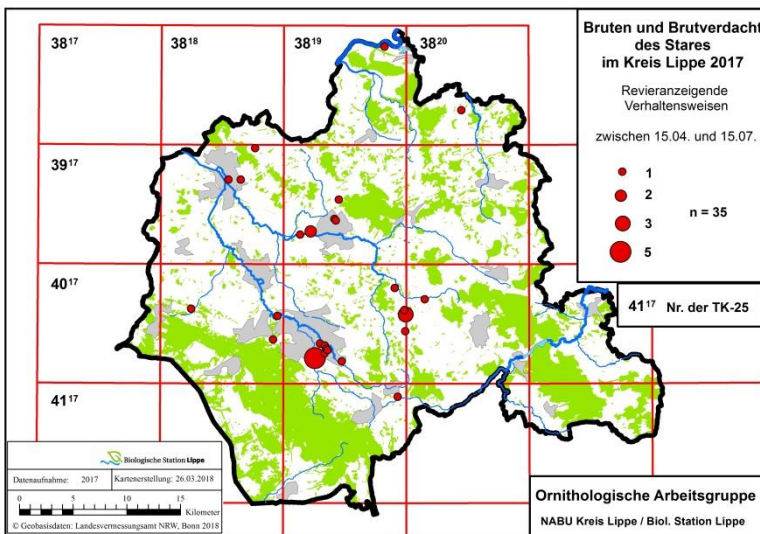 38¹⁷
38¹⁸
38¹⁹
38²⁰
39¹⁷
40¹⁷
41¹⁷
Bruten und Brutverdacht
des Stares
im Kreis Lippe 2017
Revieranzeigende
Verhaltensweisen
zwischen 15.04. und 15.07.
1
2
3
5
n = 35
41¹⁷ Nr. der TK-25
Biologische Station Lippe
Datenaufnahme: 2017 Kartenerstellung: 26.03.2018
0 5 10 15
Kilometer
© Geobasisdaten: Landesvermessungsamt NRW, Bonn 2018
Ornithologische Arbeitsgruppe
NABU Kreis Lippe / Biol. Station Lippe